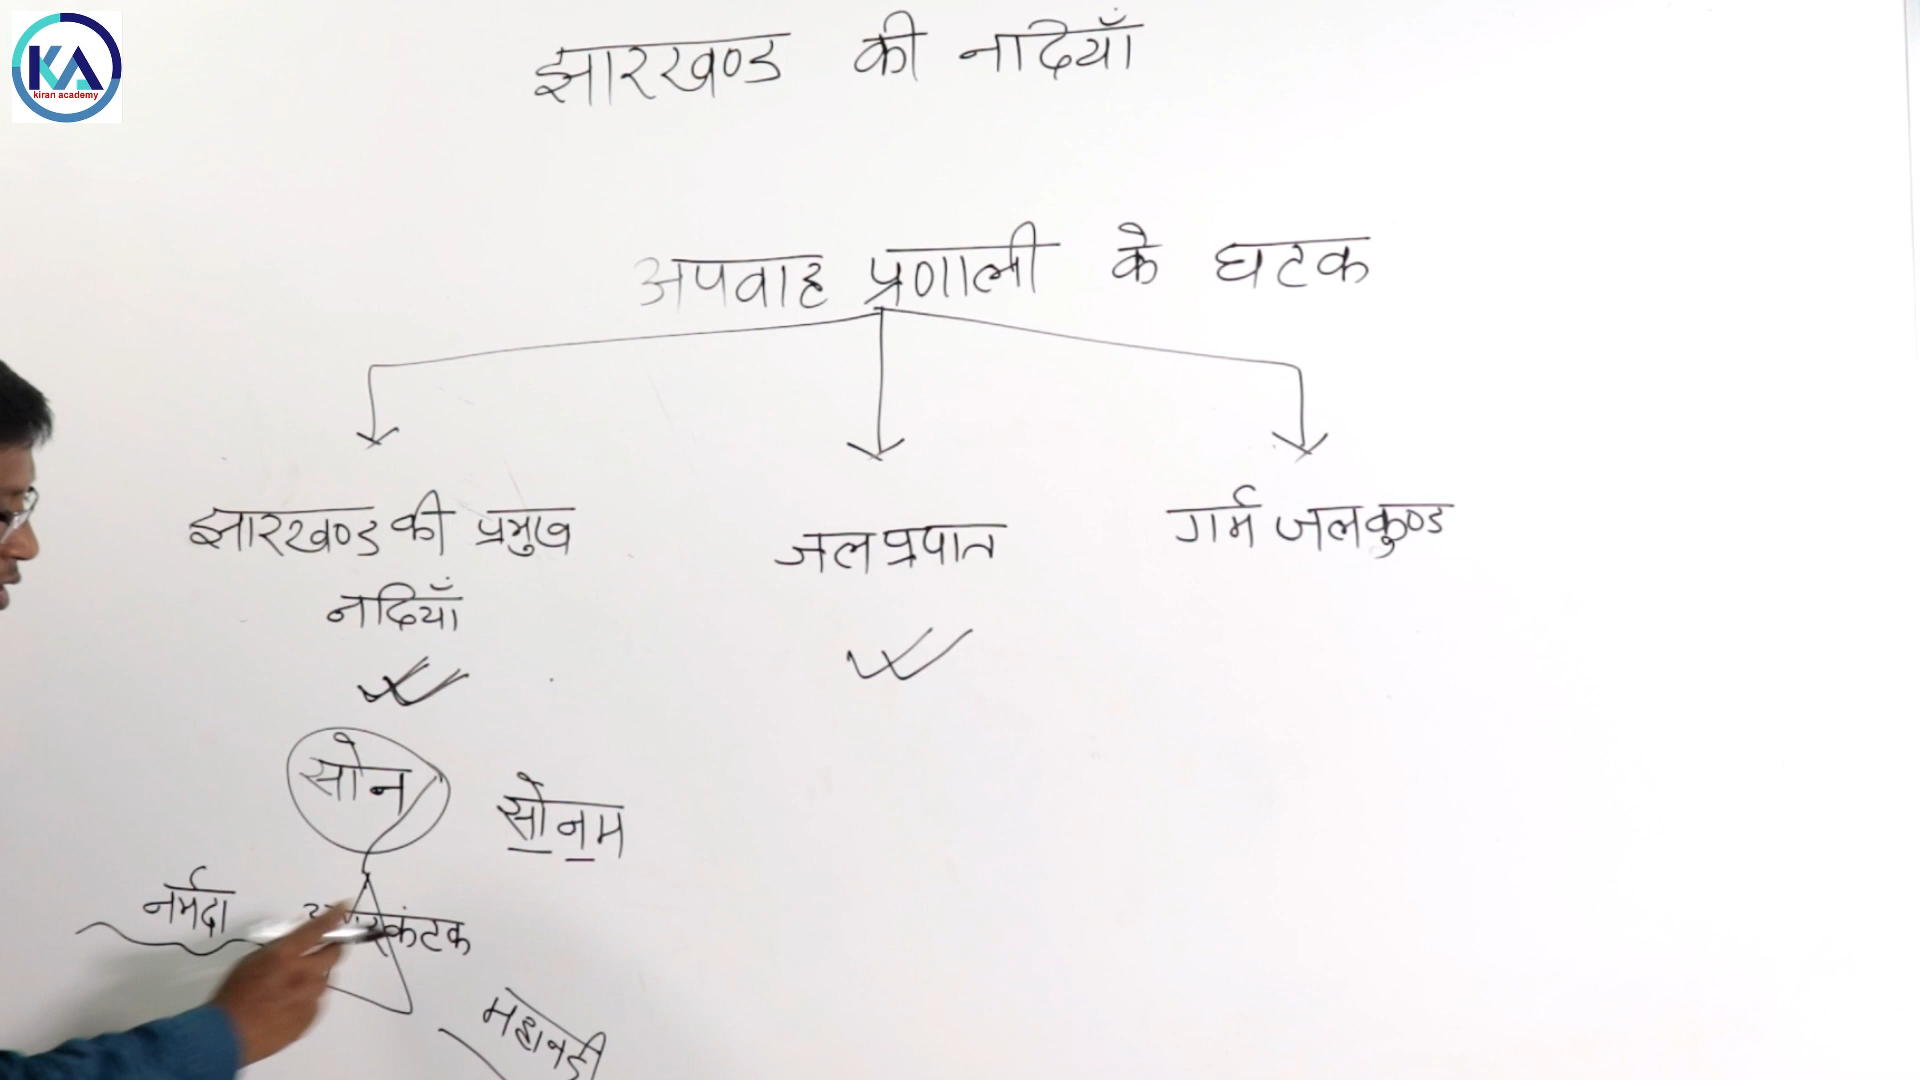 KA
kiran academy
झारखण्ड की नदियाँ
अपवाह प्रणाली के घटक
झारखण्ड की प्रमुख
नदियाँ
जलप्रपात
गर्म जलकुण्ड
सोन
सोनम
नर्मदा
महानदी